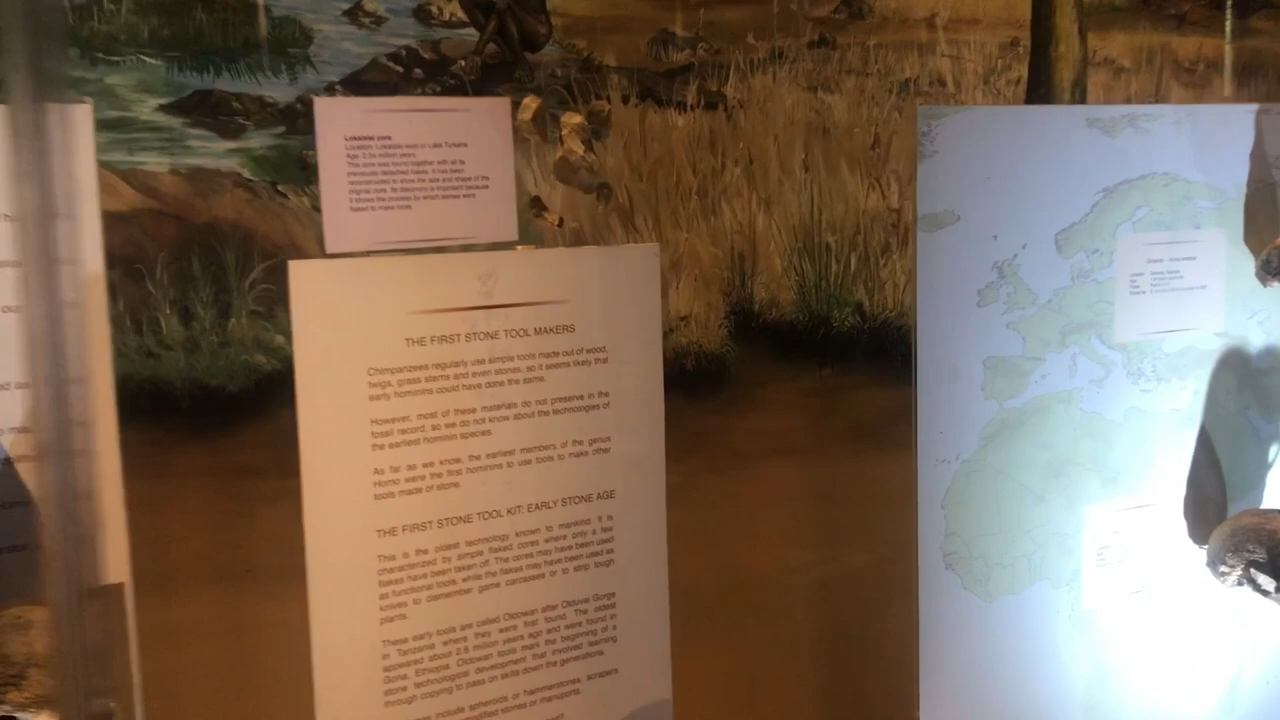 Lokalalei core
Location: Lokalalei west of Lake Turkana
Age: 2.34 million years
This core was found together with all its
previously detached flakes. It has been
reconstructed to show the size and shape of the
original core. Its discovery is important because
it shows the process by which stones were
flaked to make tools.
THE FIRST STONE TOOL MAKERS
Chimpanzees regularly use simple tools made out of wood,
twigs, grass stems and even stones, so it seems likely that
early hominins could have done the same.
However, most of these materials do not preserve in the
fossil record, so we do not know about the technologies of
the earliest hominin species.
As far as we know, the earliest members of the genus
Homo were the first hominins to use tools to make other
tools made of stone.
THE FIRST STONE TOOL KIT: EARLY STONE AGE
This is the oldest technology known to mankind. It is
characterized by simple flaked cores where only a few
flakes have been taken off. The cores may have been used
as functional tools, while the flakes may have been used as
knives to dismember game carcasses or to strip tough
plants.
These early tools are called Oldowan after Olduvai Gorge
in Tanzania where they were first found. The oldest
appeared about 2.6 million years ago and were found in
Gona, Ethiopia. Oldowan tools mark the beginning of a
stone technological development that involved learning
through copying to pass on skills down the generations.
include spheroids or hammerstones, scrapers
stones or manuports.